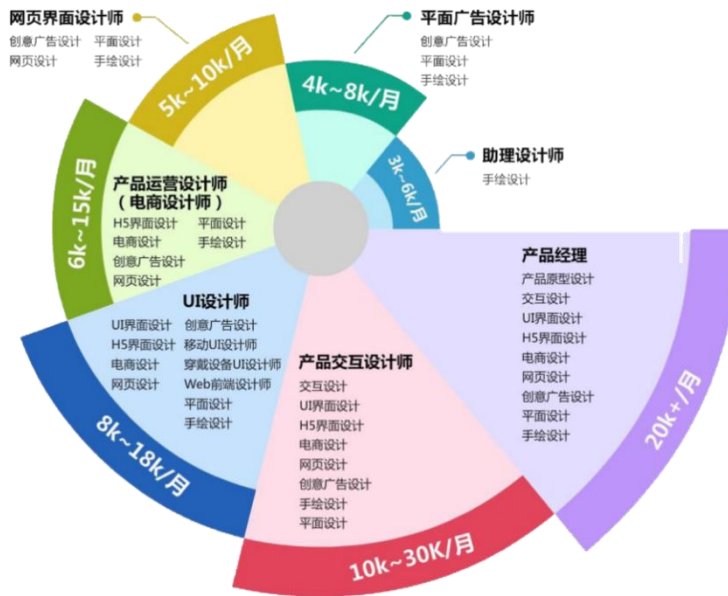 网页界面设计师
创意广告设计 平面设计
网页设计 手绘设计
5k~10k/月
平面广告设计师
创意广告设计
平面设计
手绘设计
4k~8k/月
助理设计师
手绘设计
3k~6k/月
产品运营设计师
（电商设计师）
H5界面设计 平面设计
电商设计 手绘设计
创意广告设计
网页设计
6k~15k/月
UI设计师
UI界面设计 创意广告设计
H5界面设计 移动UI设计师
电商设计 穿戴设备UI设计师
网页设计 Web前端设计师
平面设计
手绘设计
8k~18k/月
产品交互设计师
交互设计
UI界面设计
H5界面设计
电商设计
网页设计
创意广告设计
手绘设计
平面设计
10k~30K/月
产品经理
产品原型设计
交互设计
UI界面设计
H5界面设计
电商设计
网页设计
创意广告设计
平面设计
手绘设计
20k+/月